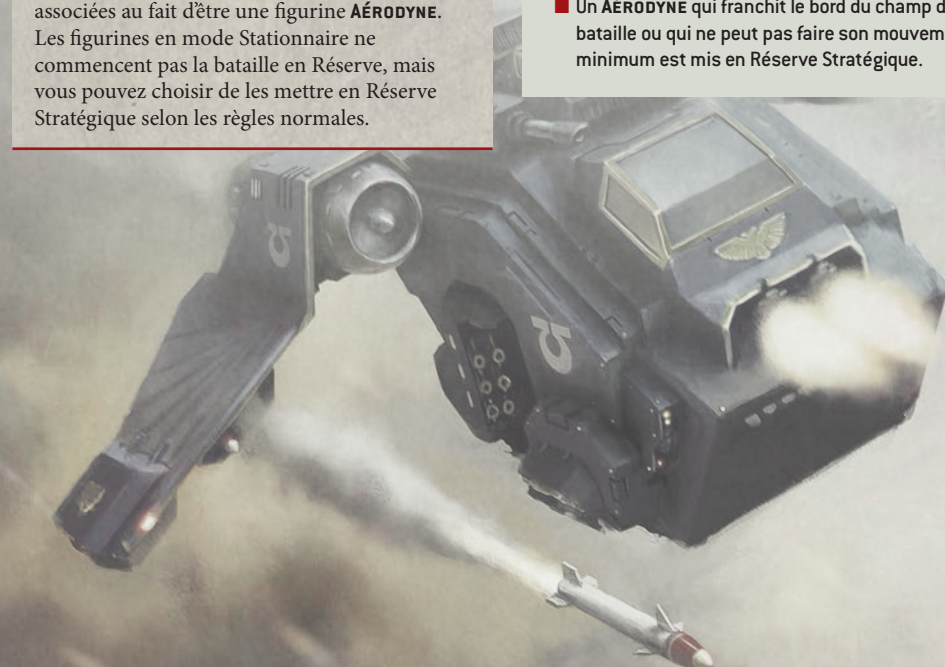 associées au fait d'être une figurine AÉRODYNE.
Les figurines en mode Stationnaire ne
commencent pas la bataille en Réserve, mais
vous pouvez choisir de les mettre en Réserve
Stratégique selon les règles normales.
Un AÉRODYNE qui franchit le bord du champ d
bataille ou qui ne peut pas faire son mouvem
minimum est mis en Réserve Stratégique.